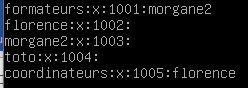 formateurs:x:1001:morgane2
florence:x:1002:
morgane2:x:1003:
toto:x:1004:
coordinateurs:x:1005:florence